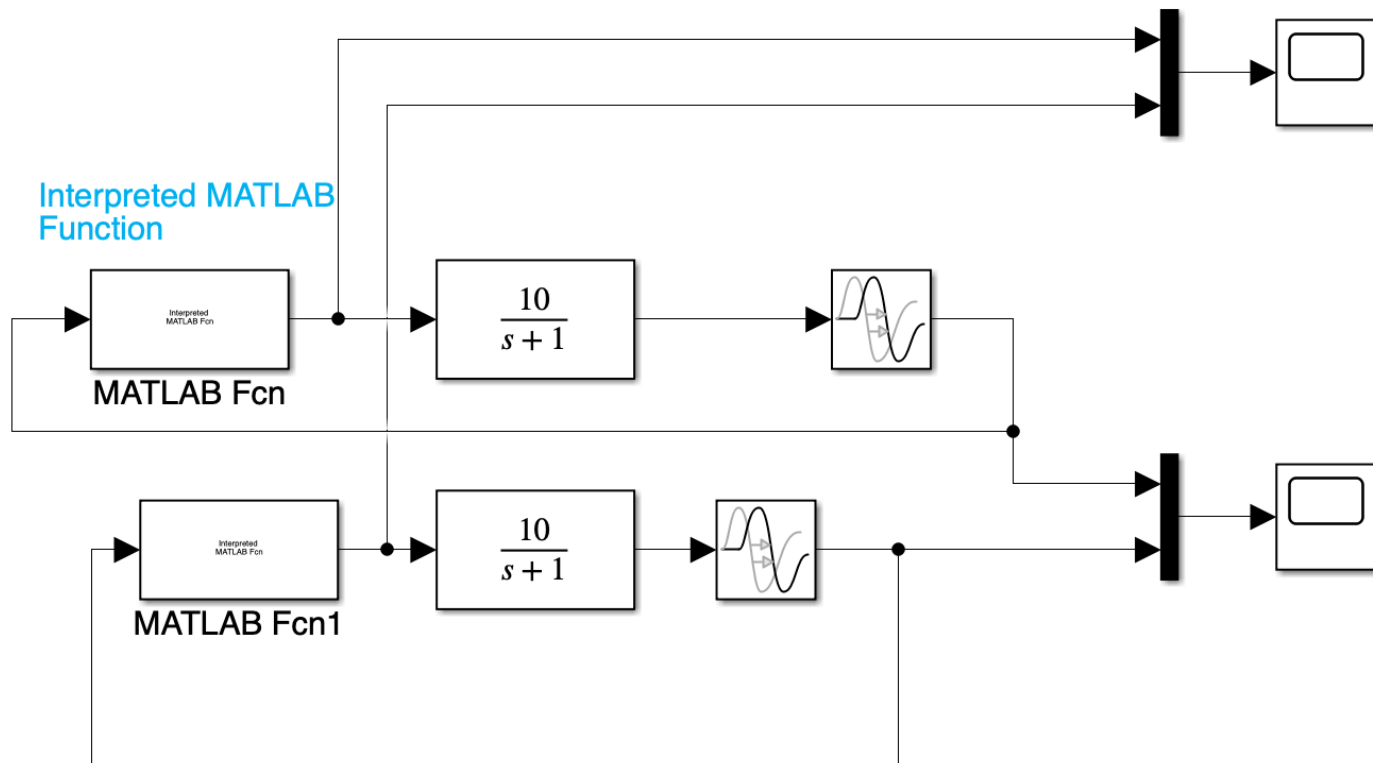 Interpreted MATLAB
Function
Interpreted
MATLAB Fcn
10
s + 1
MATLAB Fcn
Interpreted
MATLAB Fcn
10
s + 1
MATLAB Fcn1